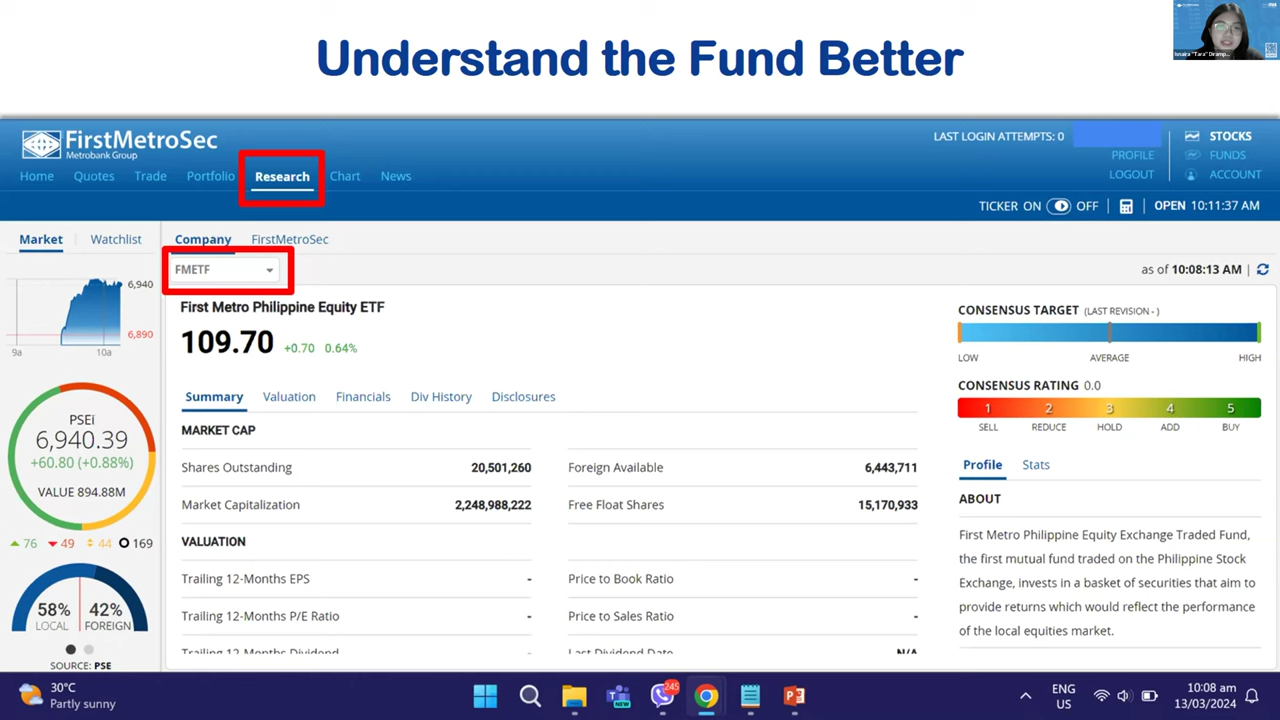 Understand the Fund Better
FirstMetroSec
Metrobank Group
LAST LOGIN ATTEMPTS: 0
STOCKS
PROFILE
FUNDS
LOGOUT
ACCOUNT
Home Quotes Trade Portfolio Research Chart News
TICKER ON OFF OPEN 10:11:37 AM
Market Watchlist
Company FirstMetroSec
FMETF
as of 10:08:13 AM
6,940
6,890
9a 10a
PSEi
6,940.39
+60.80 (+0.88%)
VALUE 894.88M
76 49 44 169
58% LOCAL
42% FOREIGN
SOURCE: PSE
First Metro Philippine Equity ETF
109.70 +0.70 0.64%
Summary Valuation Financials Div History Disclosures
MARKET CAP
Shares Outstanding 20,501,260 Foreign Available 6,443,711
Market Capitalization 2,248,988,222 Free Float Shares 15,170,933
VALUATION
Trailing 12-Months EPS - Price to Book Ratio -
Trailing 12-Months P/E Ratio - Price to Sales Ratio -
Trailing 12-Months Dividend Last Dividend Date N/A
CONSENSUS TARGET (LAST REVISION - )
LOW AVERAGE HIGH
CONSENSUS RATING 0.0
1 2 3 4 5
SELL REDUCE HOLD ADD BUY
Profile Stats
ABOUT
First Metro Philippine Equity Exchange Traded Fund,
the first mutual fund traded on the Philippine Stock
Exchange, invests in a basket of securities that aim to
provide returns which would reflect the performance
of the local equities market.
30°C
Partly sunny
245
NEW
ENG
US
10:08 am
13/03/2024